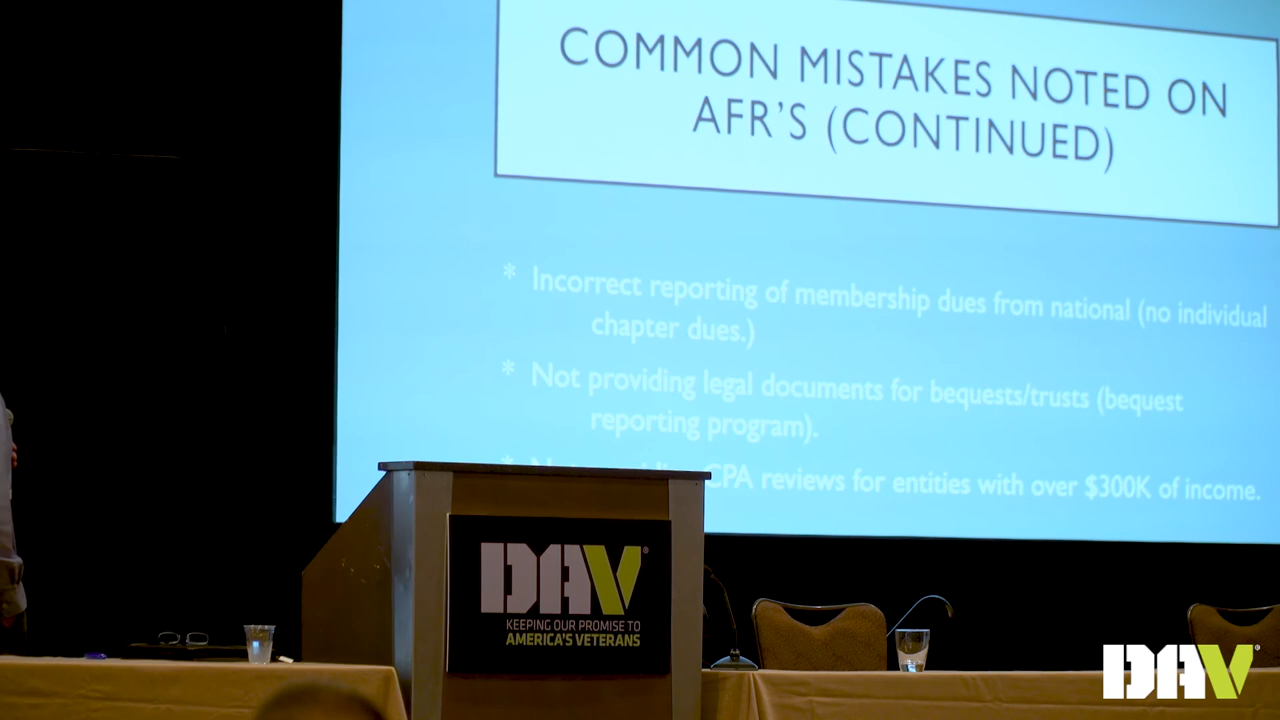 COMMON MISTAKES NOTED ON
AFR'S (CONTINUED)
* Incorrect reporting of membership dues from national (no individual
chapter dues.)
* Not providing legal documents for bequests/trusts (bequest
reporting program).
* CPA reviews for entities with over $300K of income.
DAV®
KEEPING OUR PROMISE TO
AMERICA'S VETERANS
DAV®